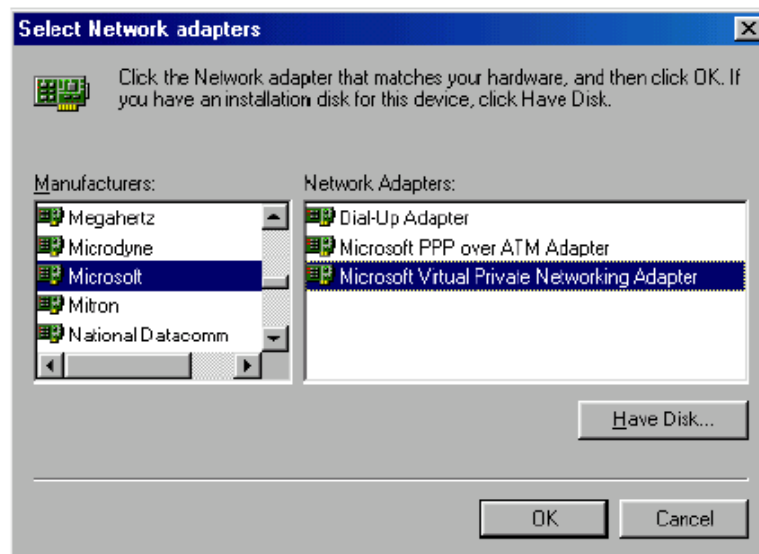 Select Network adapters
Click the Network adapter that matches your hardware, and then click OK. If
you have an installation disk for this device, click Have Disk.
Manufacturers:
Megahertz
Microdyne
Microsoft
Mitron
National Datacomm
Network Adapters:
Dial-Up Adapter
Microsoft PPP over ATM Adapter
Microsoft Virtual Private Networking Adapter
Have Disk...
OK
Cancel